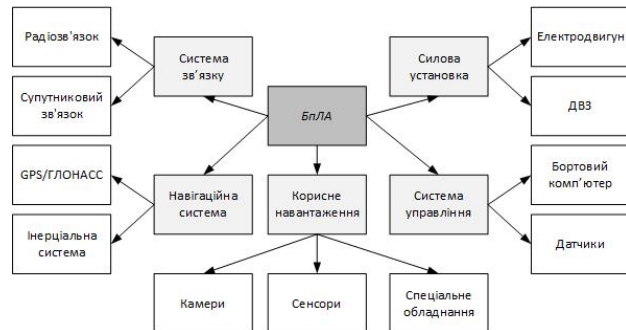 Радіозв'язок
Супутниковий
зв'язок
Система
зв'язку
Силова
установка
Електродвигун
ДВЗ
БпЛА
GPS/ГЛОНАСС
Інерціальна
система
Навігаційна
система
Корисне
навантаження
Система
управління
Бортовий
комп'ютер
Датчики
Камери
Сенсори
Спеціальне
обладнання